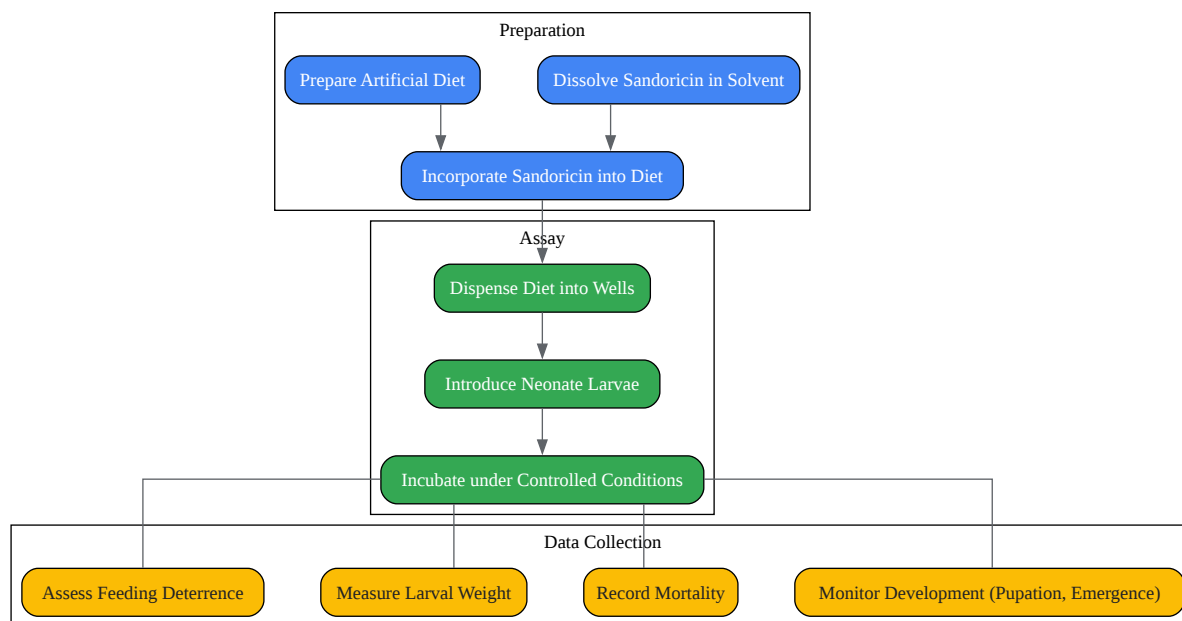 Preparation
Prepare Artificial Diet
Dissolve Sandoricin in Solvent
Incorporate Sandoricin into Diet
Assay
Dispense Diet into Wells
Introduce Neonate Larvae
Incubate under Controlled Conditions
Data Collection
Assess Feeding Deterrence
Measure Larval Weight
Record Mortality
Monitor Development (Pupation, Emergence)